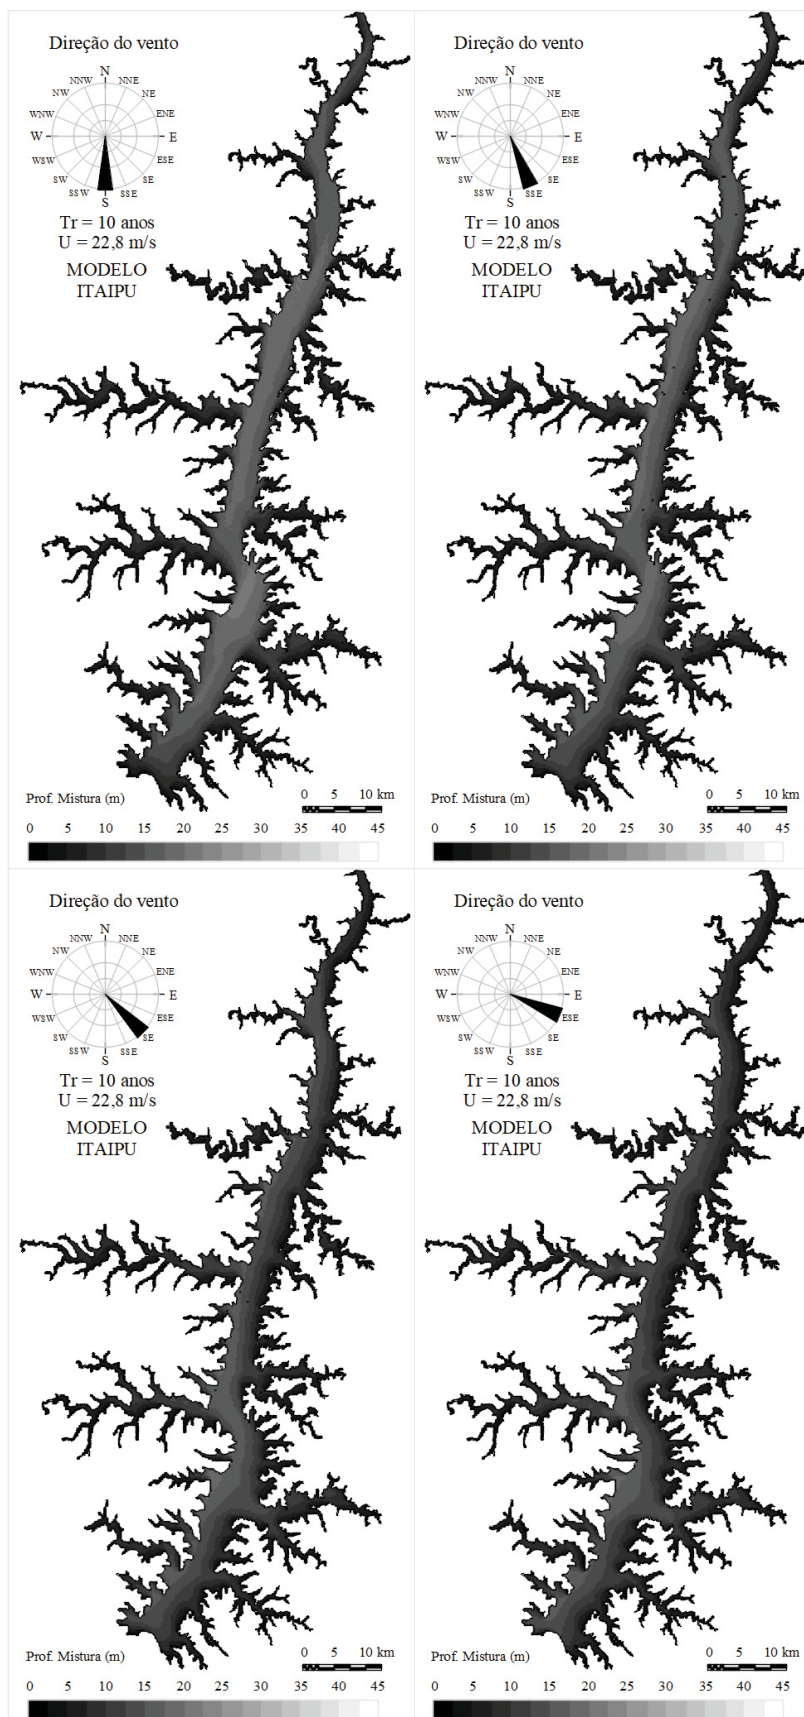 Direção do vento
N
NNW NNE
NW NE
WNW ENE
W E
WSW ESE
SW SE
SSW SSE
S
Tr = 10 anos
U = 22,8 m/s
MODELO
ITAIPU
Prof. Mistura (m)
0 5 10 km
0 5 10 15 20 25 30 35 45
Direção do vento
N
NNW NNE
NW NE
WNW ENE
W E
WSW ESE
SW SE
SSW SSE
S
Tr = 10 anos
U = 22,8 m/s
MODELO
ITAIPU
Prof. Mistura (m)
0 5 10 km
0 5 10 15 20 25 30 35 45
Direção do vento
N
NNW NNE
NW NE
WNW ENE
W E
WSW ESE
SW SE
SSW SSE
S
Tr = 10 anos
U = 22,8 m/s
MODELO
ITAIPU
Prof. Mistura (m)
0 5 10 km
0 5 10 15 20 25 30 35 45
Direção do vento
N
NNW NNE
NW NE
WNW ENE
W E
WSW ESE
SW SE
SSW SSE
S
Tr = 10 anos
U = 22,8 m/s
MODELO
ITAIPU
Prof. Mistura (m)
0 5 10 km
0 5 10 15 20 25 30 35 45